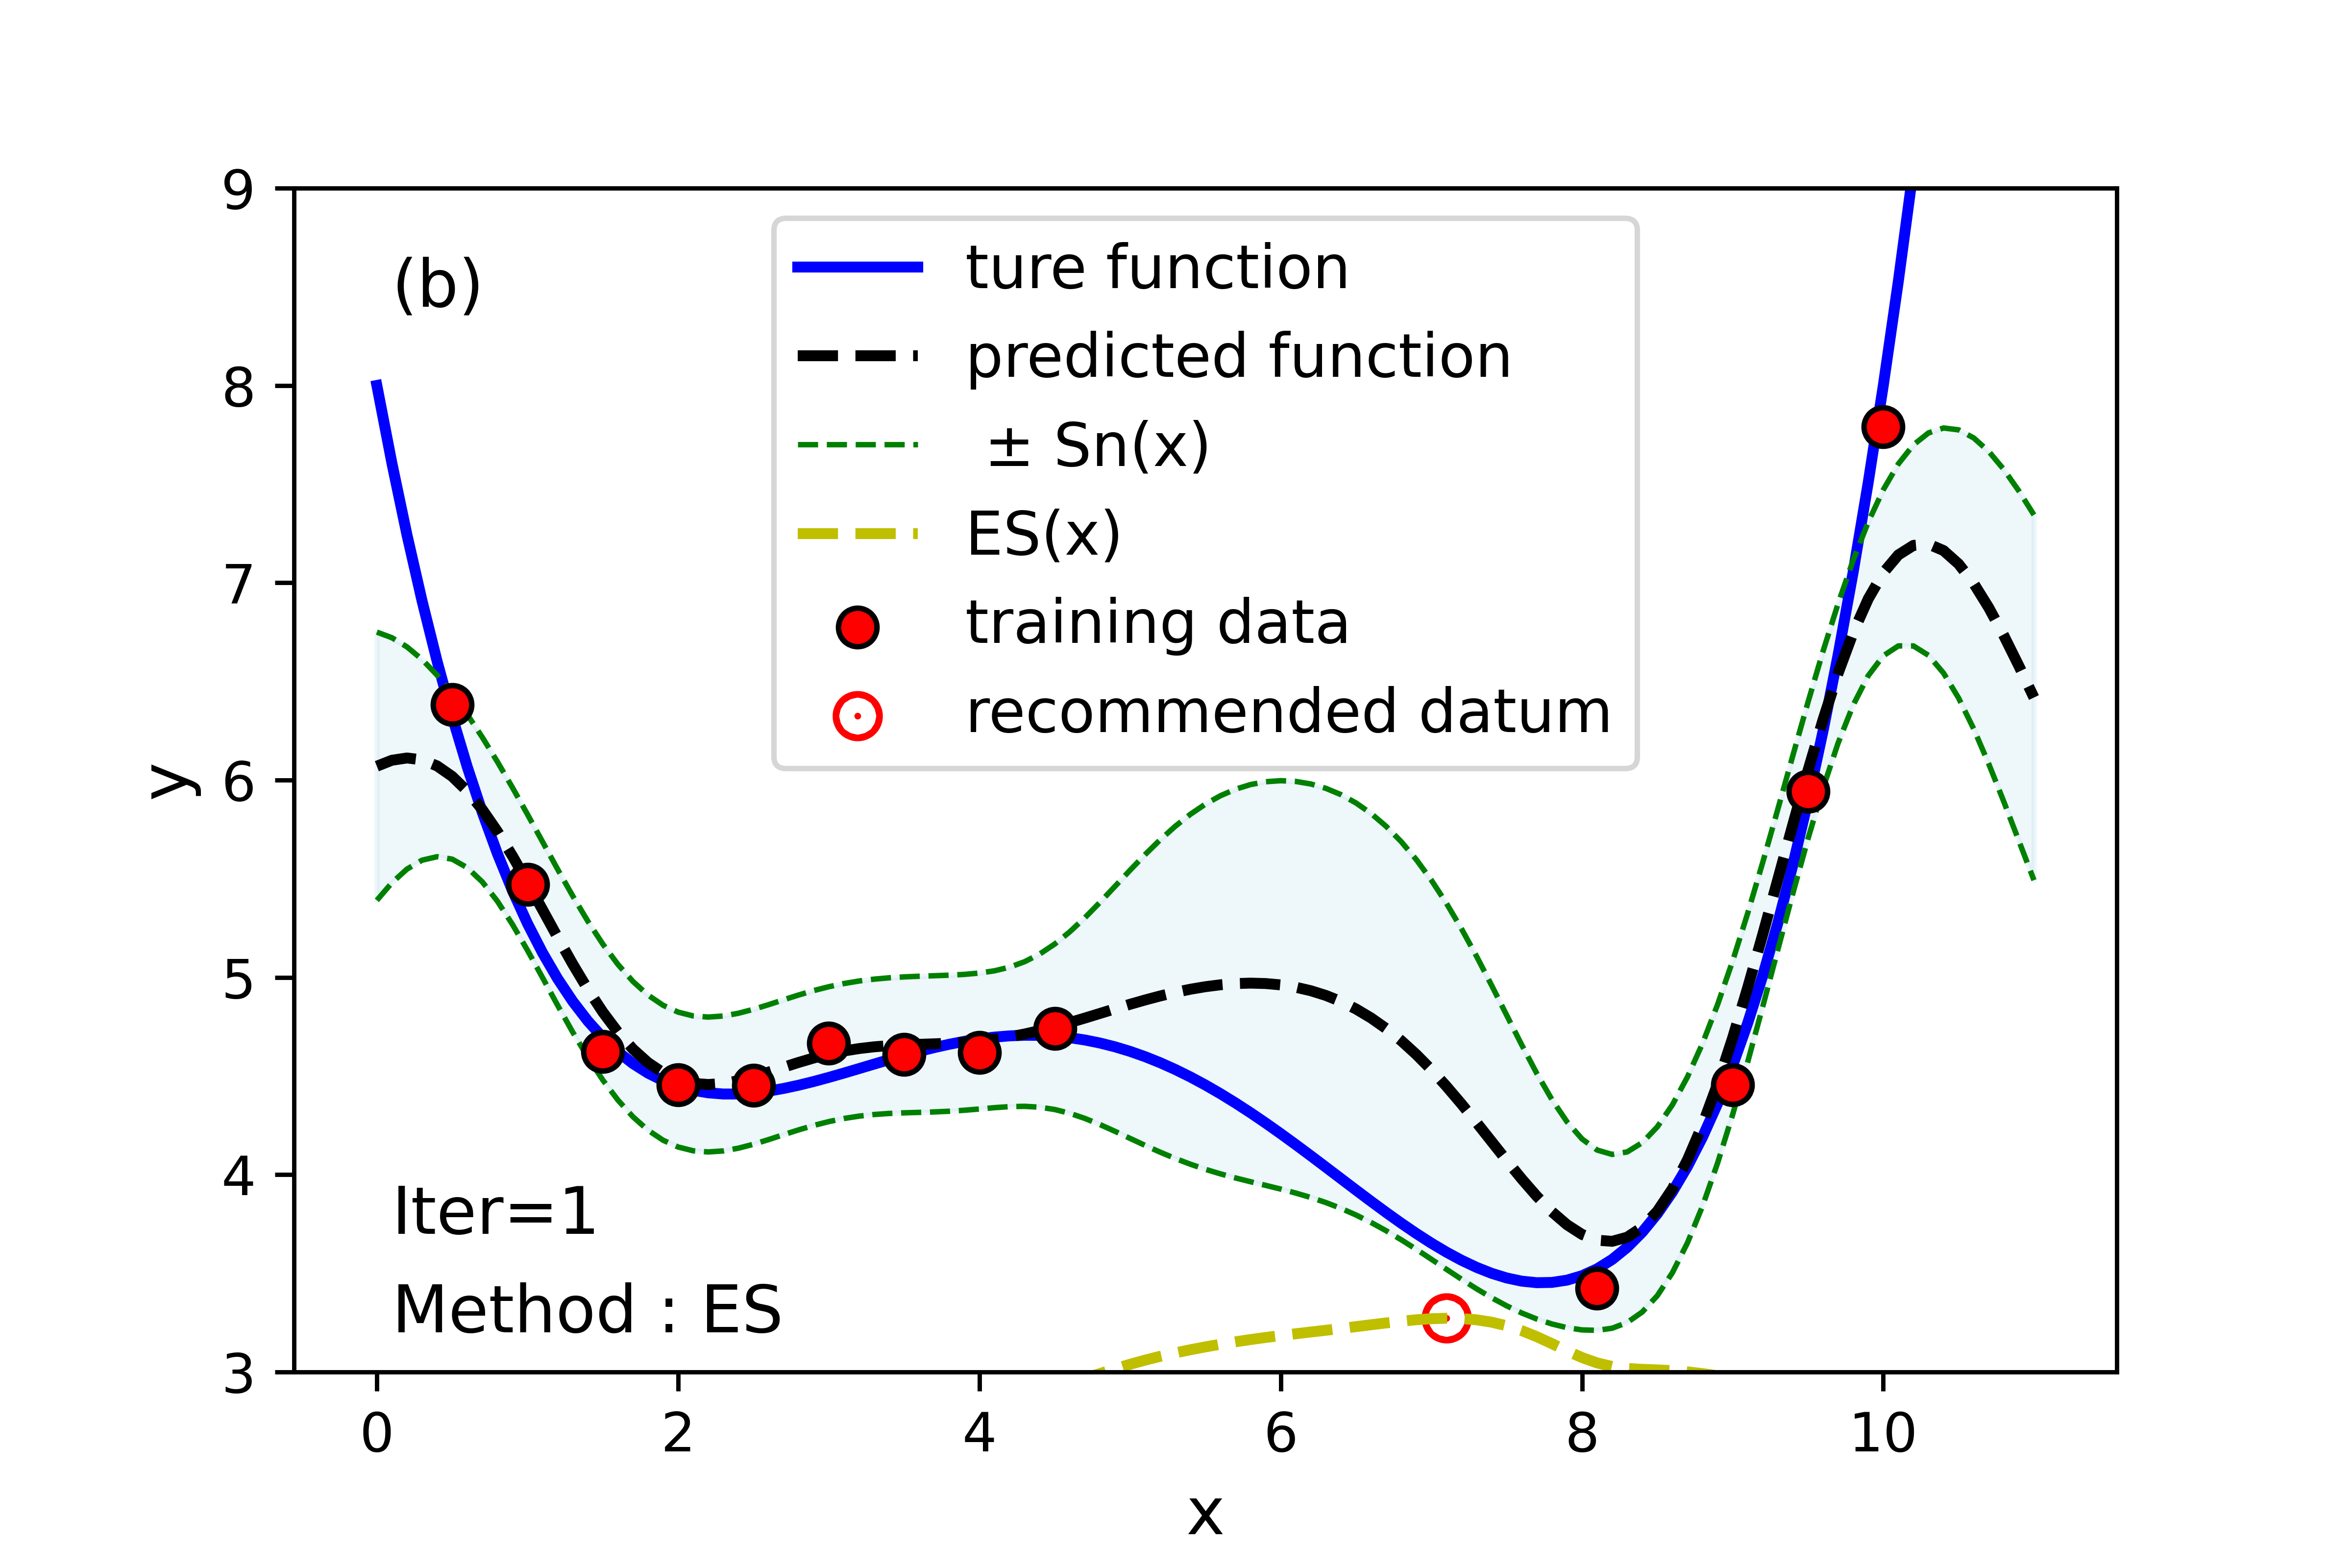 (b)
ture function
predicted function
± Sn(x)
ES(x)
training data
recommended datum
9
8
7
6
5
4
3
y
Iter=1
Method : ES
0 2 4 6 8 10
x